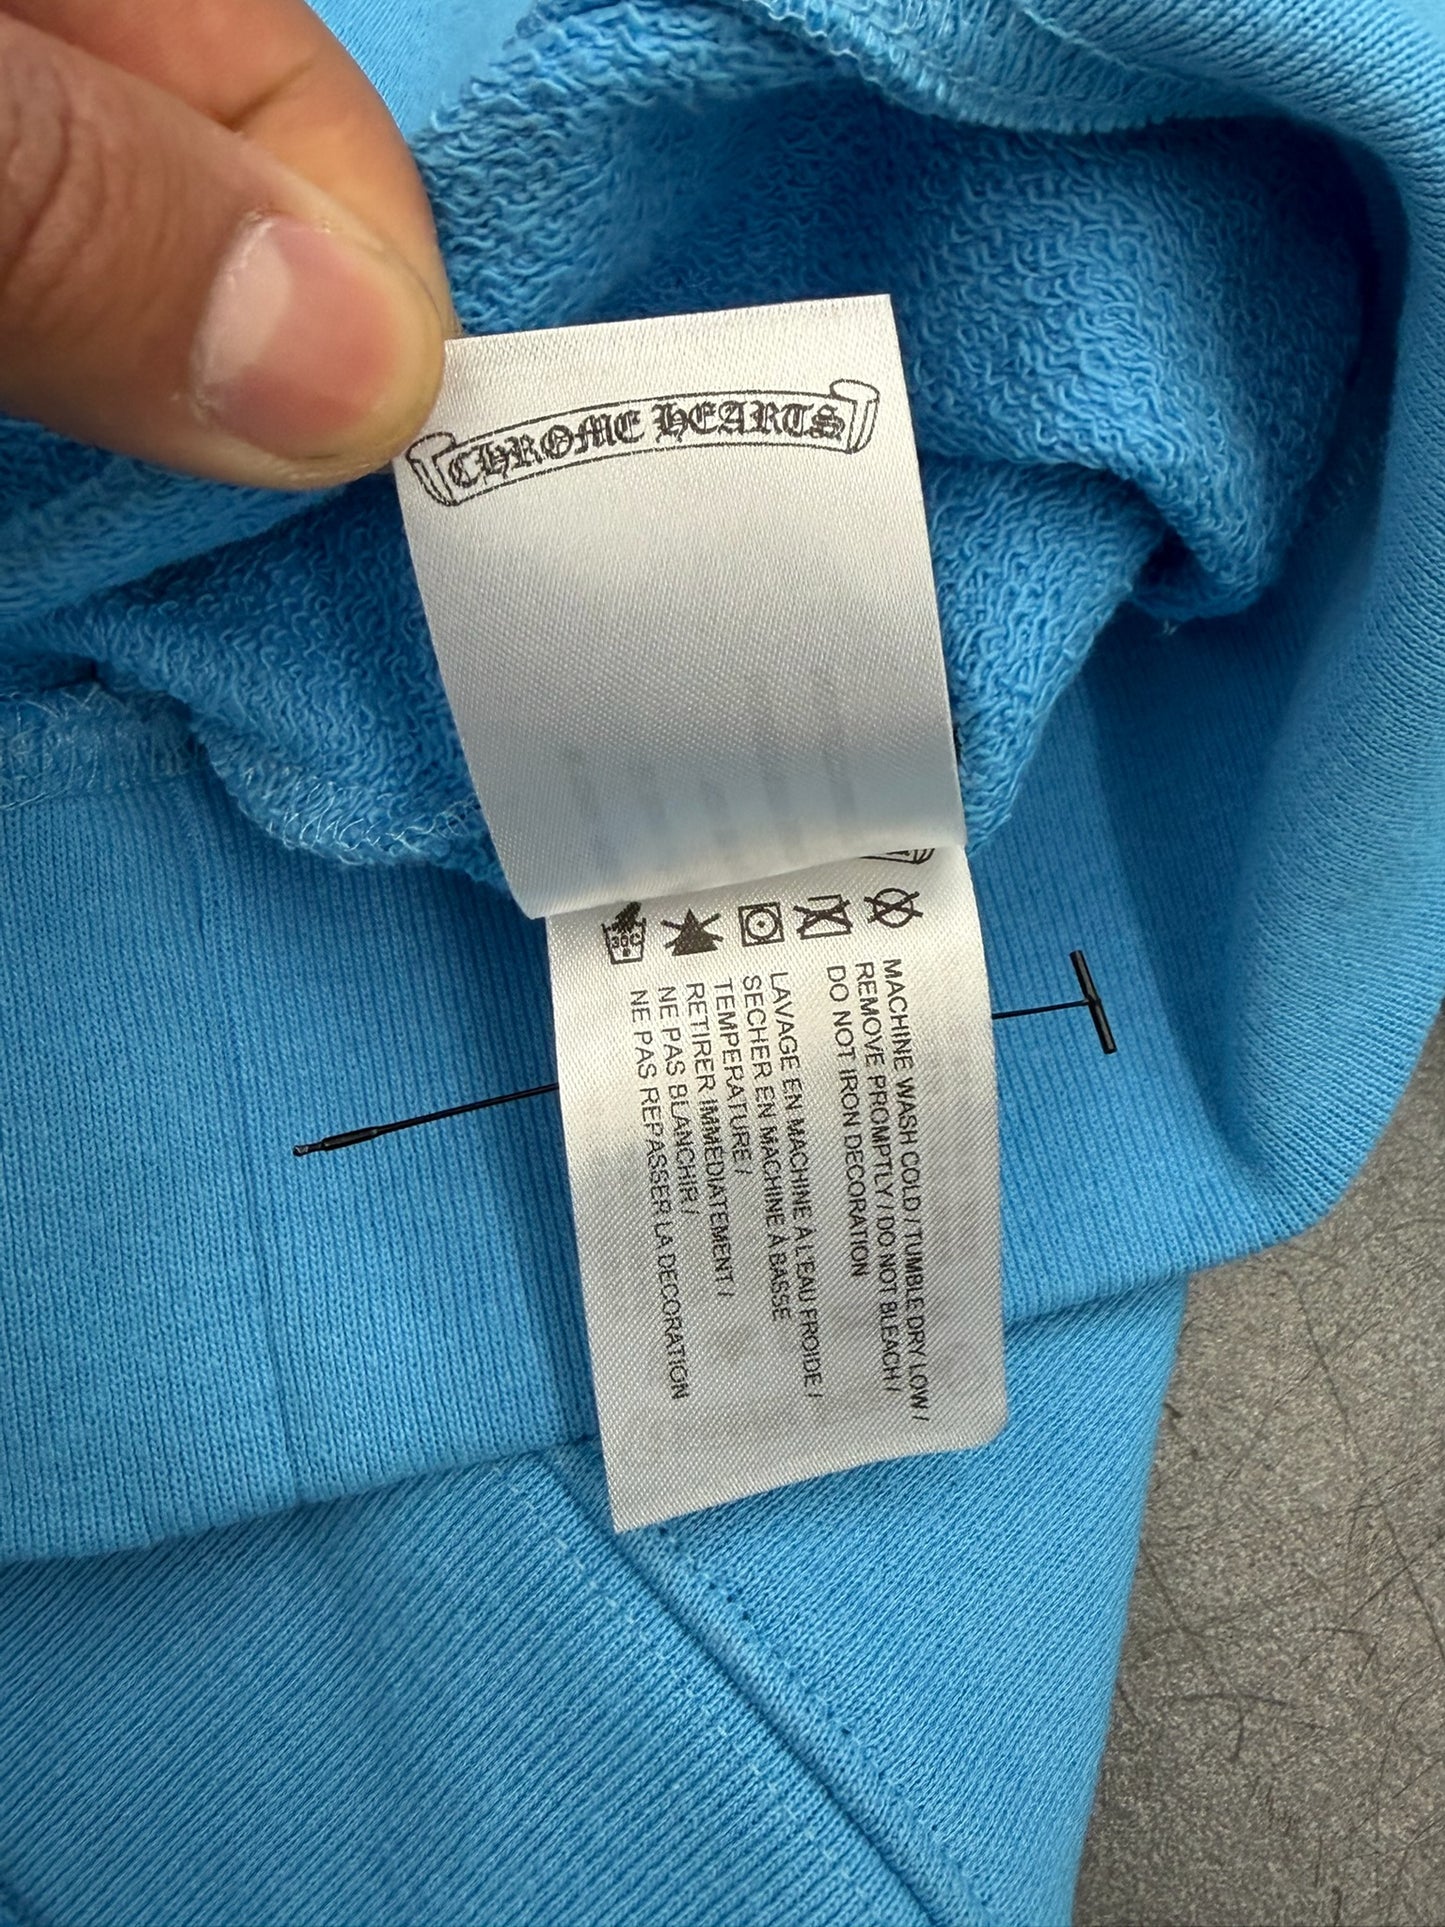 CHROME HEARTS
MACHINE WASH COLD / TUMBLE DRY LOW /
REMOVE PROMPTLY / DO NOT BLEACH /
DO NOT IRON DECORATION
LAVAGE EN MACHINE À L'EAU FROIDE /
SECHER EN MACHINE À BASSE
TEMPERATURE /
RETIRER IMMEDIATEMENT /
NE PAS BLANCHIR /
NE PAS REPASSER LA DECORATION